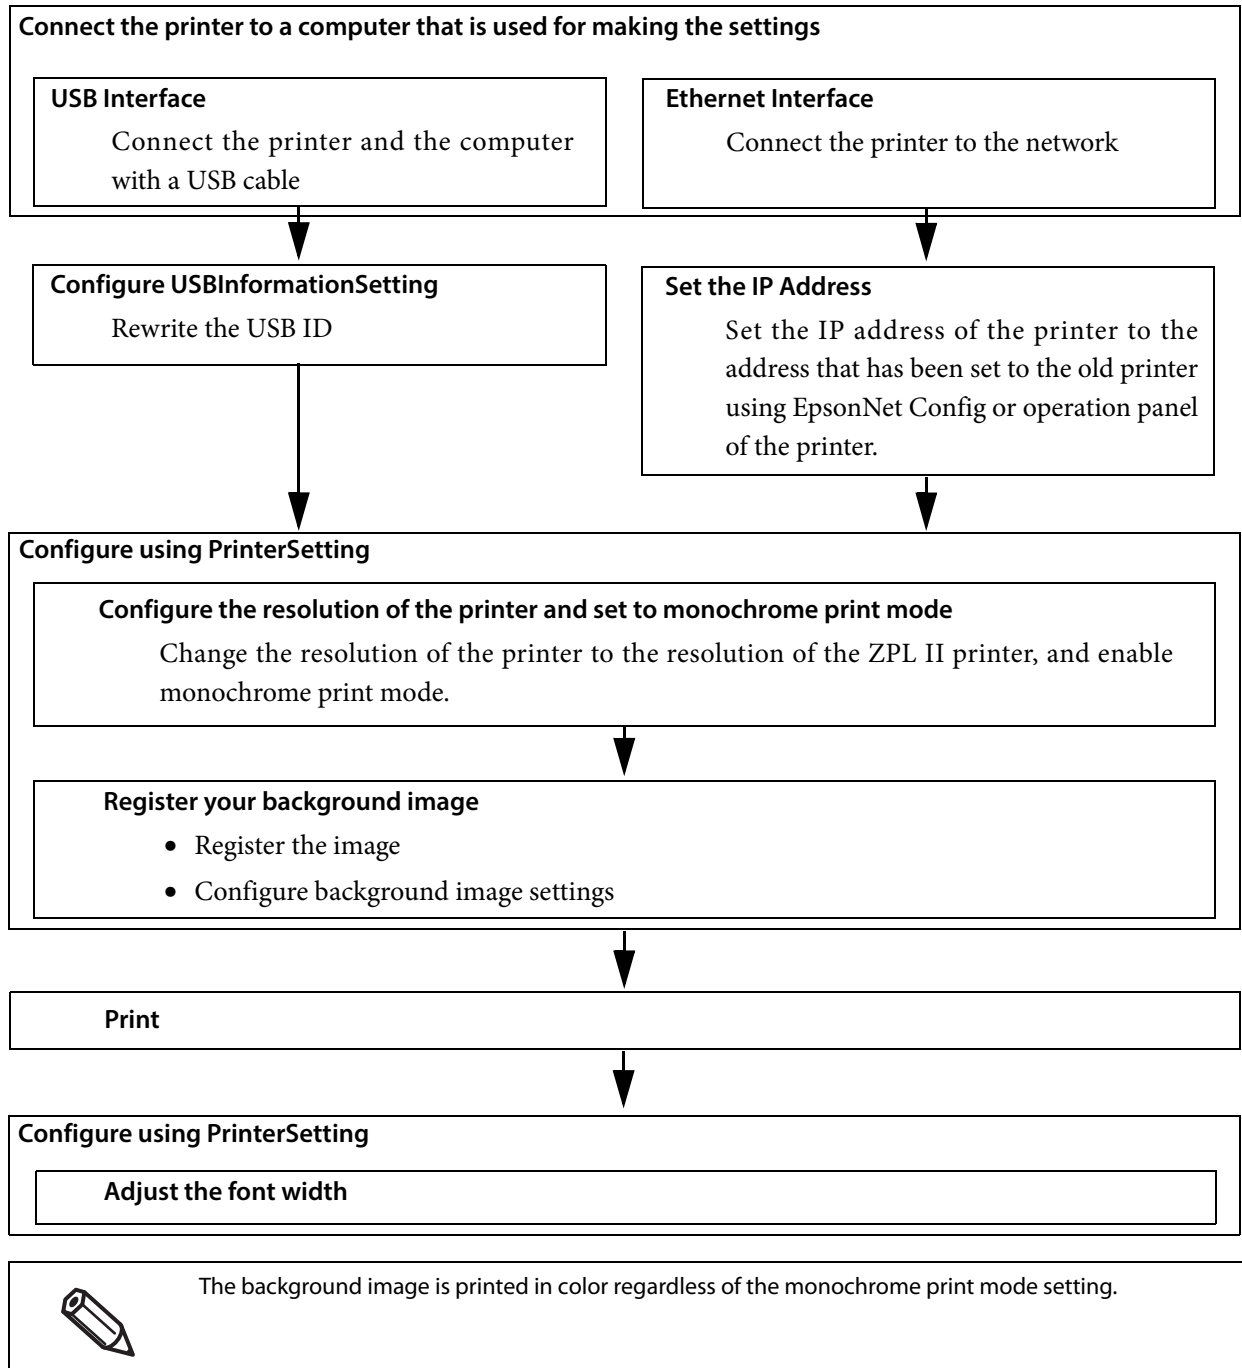 Connect the printer to a computer that is used for making the settings
USB Interface
Connect the printer and the computer
with a USB cable
Ethernet Interface
Connect the printer to the network
Configure USBInformationSetting
Rewrite the USB ID
Set the IP Address
Set the IP address of the printer to the
address that has been set to the old printer
using EpsonNet Config or operation panel
of the printer.
Configure using PrinterSetting
Configure the resolution of the printer and set to monochrome print mode
Change the resolution of the printer to the resolution of the ZPL II printer, and enable
monochrome print mode.
Register your background image
• Register the image
• Configure background image settings
Print
Configure using PrinterSetting
Adjust the font width
The background image is printed in color regardless of the monochrome print mode setting.